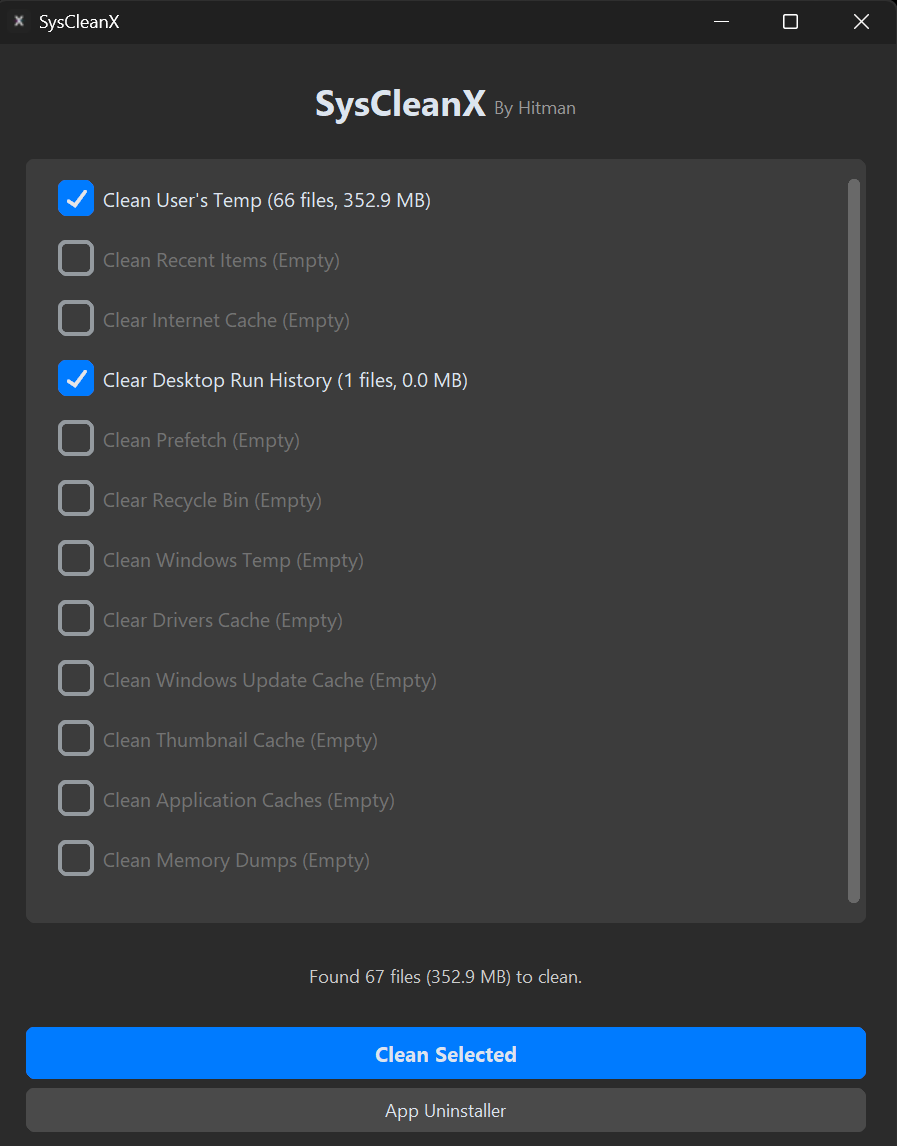 X SysCleanX
SysCleanX By Hitman
Clean User's Temp (66 files, 352.9 MB)
Clean Recent Items (Empty)
Clear Internet Cache (Empty)
Clear Desktop Run History (1 files, 0.0 MB)
Clean Prefetch (Empty)
Clear Recycle Bin (Empty)
Clean Windows Temp (Empty)
Clear Drivers Cache (Empty)
Clean Windows Update Cache (Empty)
Clean Thumbnail Cache (Empty)
Clean Application Caches (Empty)
Clean Memory Dumps (Empty)
Found 67 files (352.9 MB) to clean.
Clean Selected
App Uninstaller